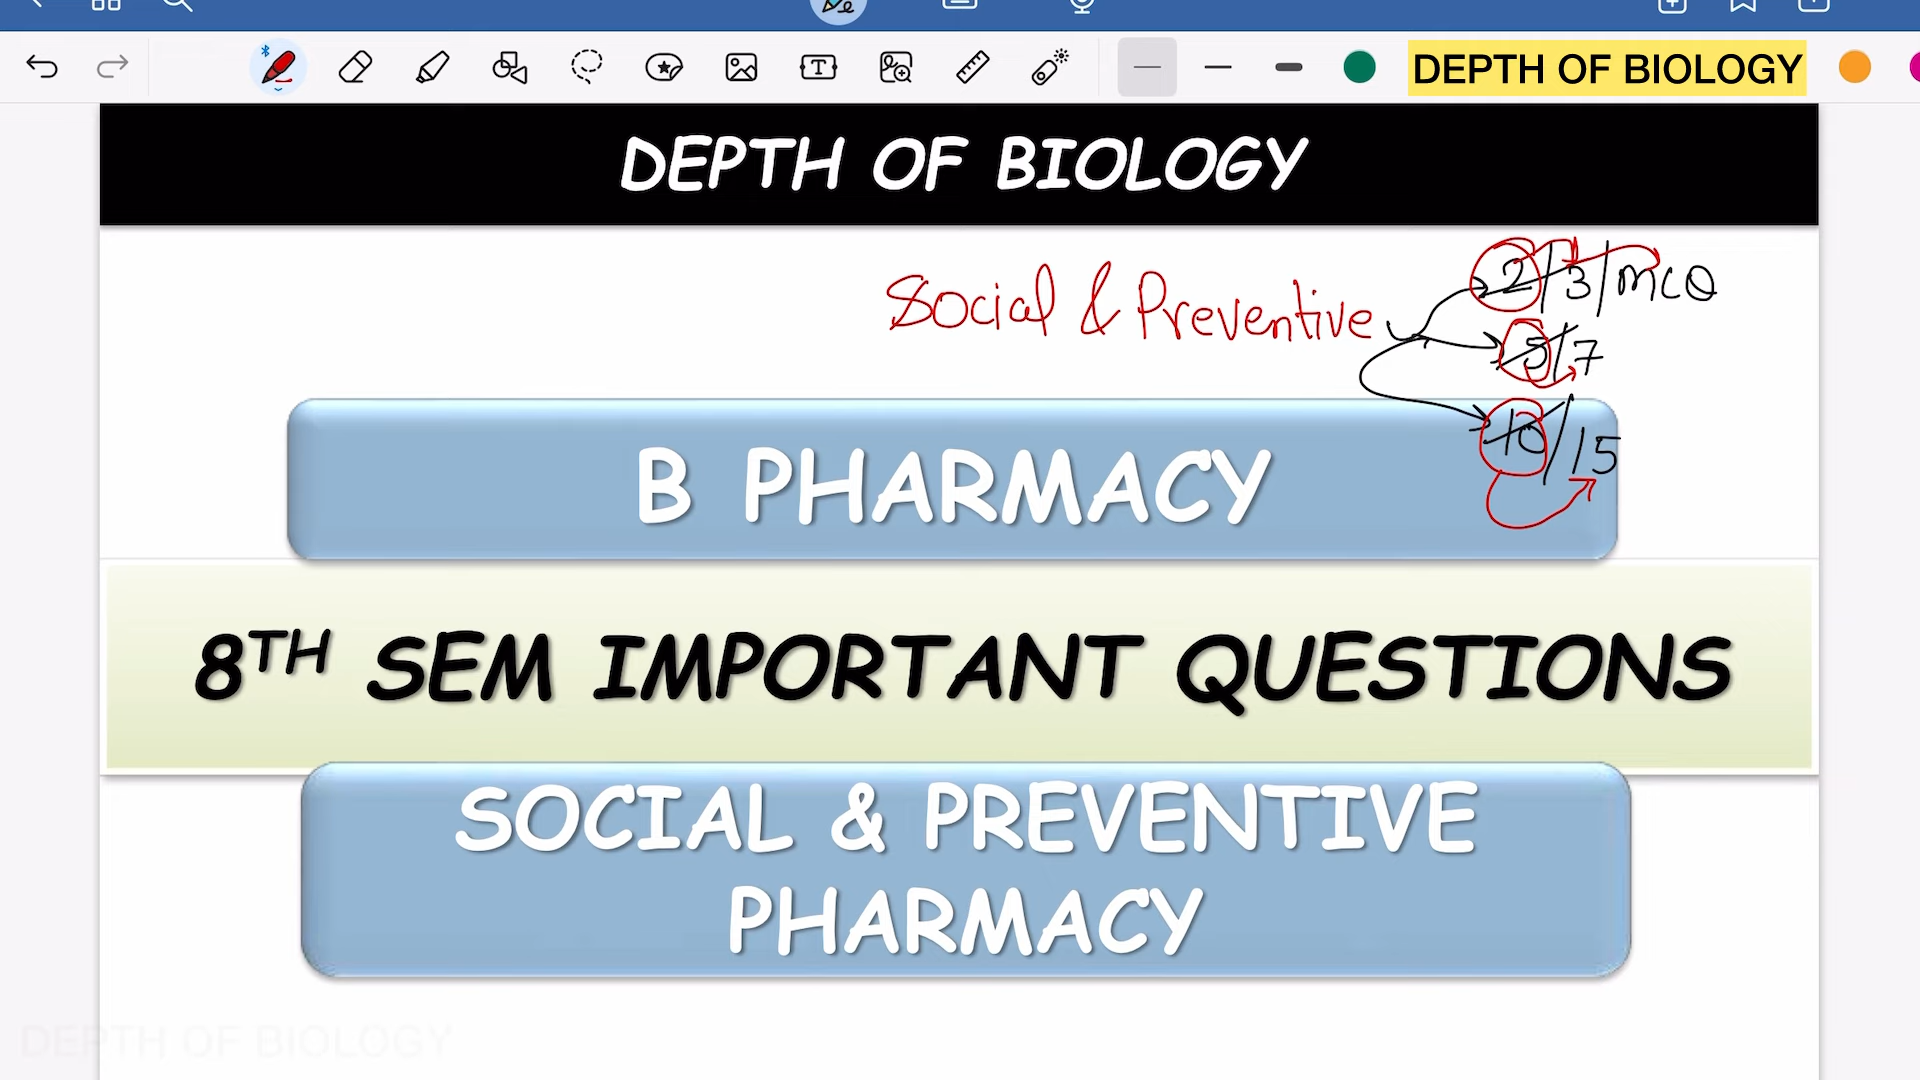 DEPTH OF BIOLOGY
DEPTH OF BIOLOGY
Social & Preventive
2/3/mcQ
5/7
10/15
B PHARMACY
8TH SEM IMPORTANT QUESTIONS
SOCIAL & PREVENTIVE
PHARMACY
DEPTH OF BIOLOGY